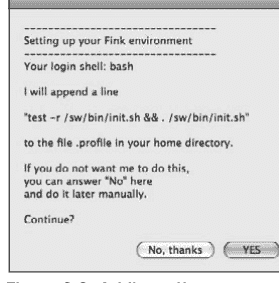 --------------------------------
Setting up your Fink environment
--------------------------------
Your login shell: bash
I will append a line
"test -r /sw/bin/init.sh && . /sw/bin/init.sh"
to the file .profile in your home directory.
If you do not want me to do this,
you can answer "No" here
and do it later manually.
Continue?
No, thanks
YES